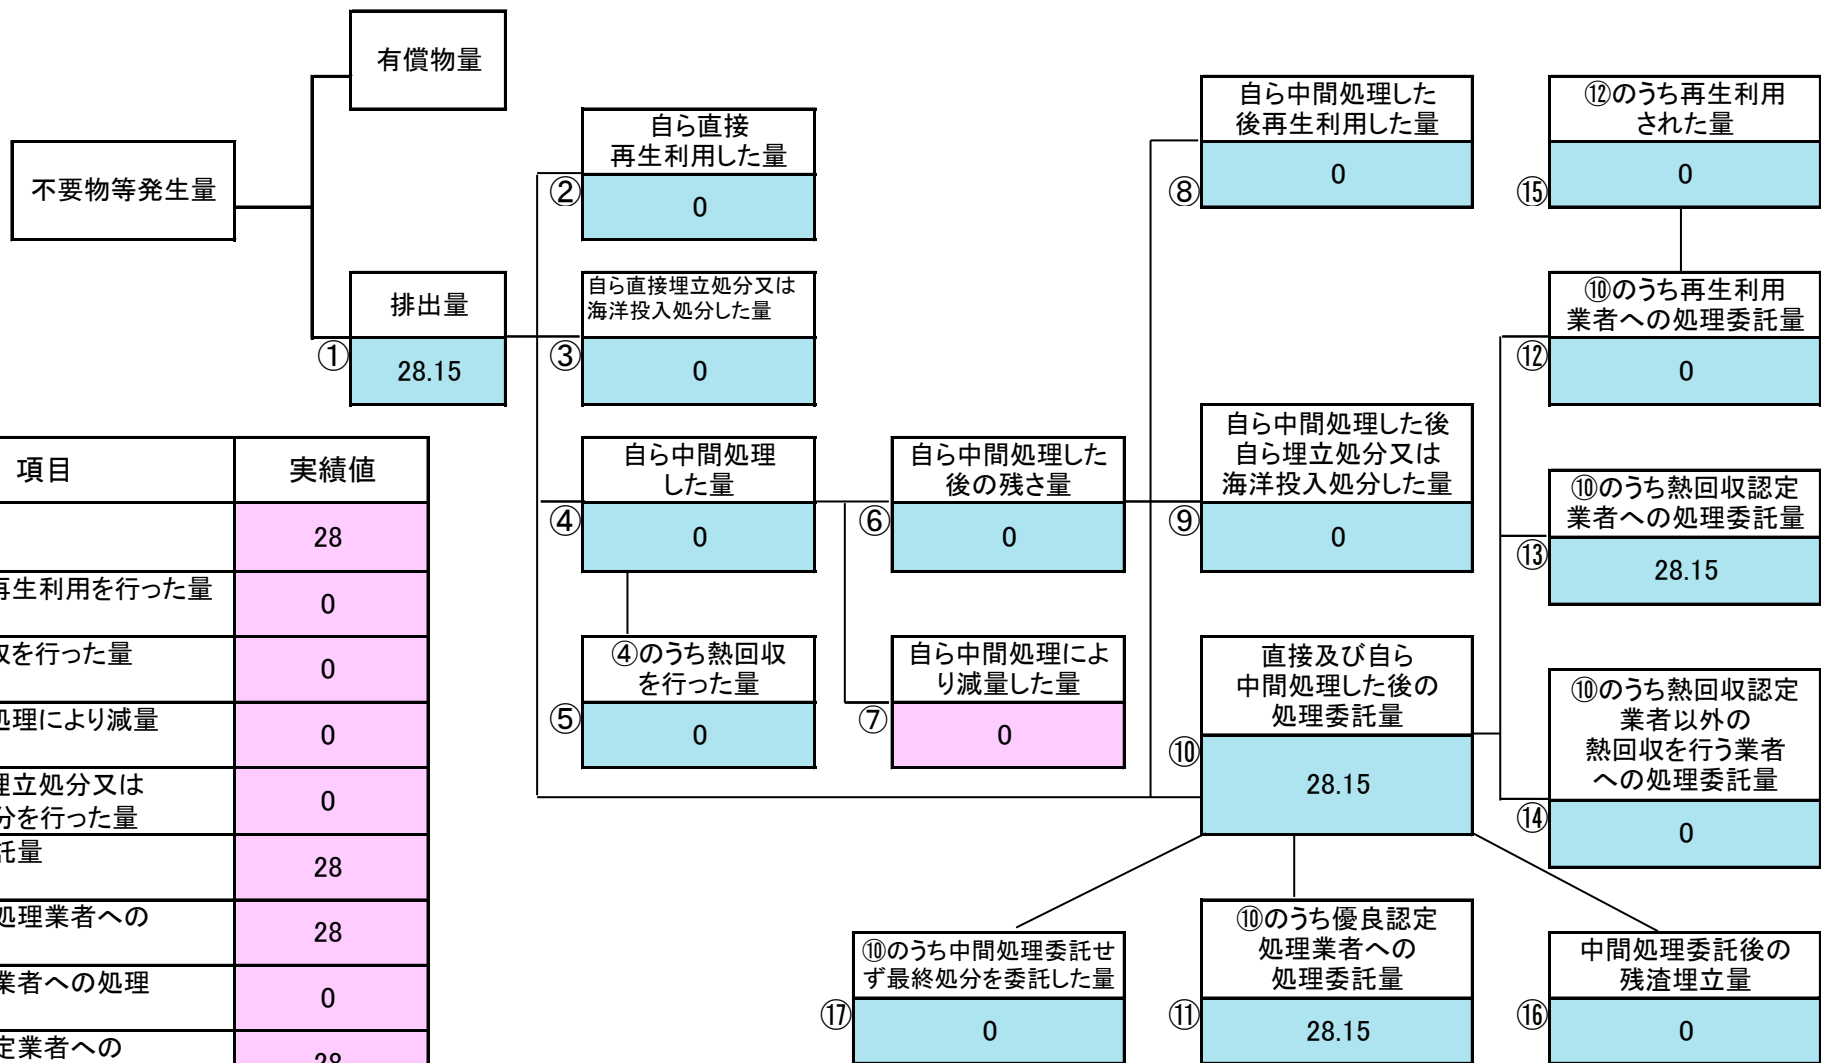 有償物量
不要物等発生量
排出量
①
28.15
自ら直接
再生利用した量
②
0
自ら直接埋立処分又は
海洋投入処分した量
③
0
自ら中間処理
した量
④
0
④のうち熱回収
を行った量
⑤
0
自ら中間処理した
後の残さ量
⑥
0
自ら中間処理によ
り減量した量
⑦
0
自ら中間処理した
後再生利用した量
⑧
0
自ら中間処理した後
自ら埋立処分又は
海洋投入処分した量
⑨
0
直接及び自ら
中間処理した後の
処理委託量
⑩
28.15
⑫のうち再生利用
された量
⑮
0
⑩のうち再生利用
業者への処理委託量
⑫
0
⑩のうち熱回収認定
業者への処理委託量
⑬
28.15
⑩のうち熱回収認定
業者以外の
熱回収を行う業者
への処理委託量
⑭
0
⑩のうち中間処理委託せ
ず最終処分を委託した量
⑰
0
⑩のうち優良認定
処理業者への
処理委託量
⑪
28.15
中間処理委託後の
残渣埋立量
⑯
0
項目 実績値
28
再生利用を行った量 0
を行った量 0
処理により減量 0
埋立処分又は
分を行った量 0
託量 28
処理業者への 28
業者への処理 0
定業者への 28